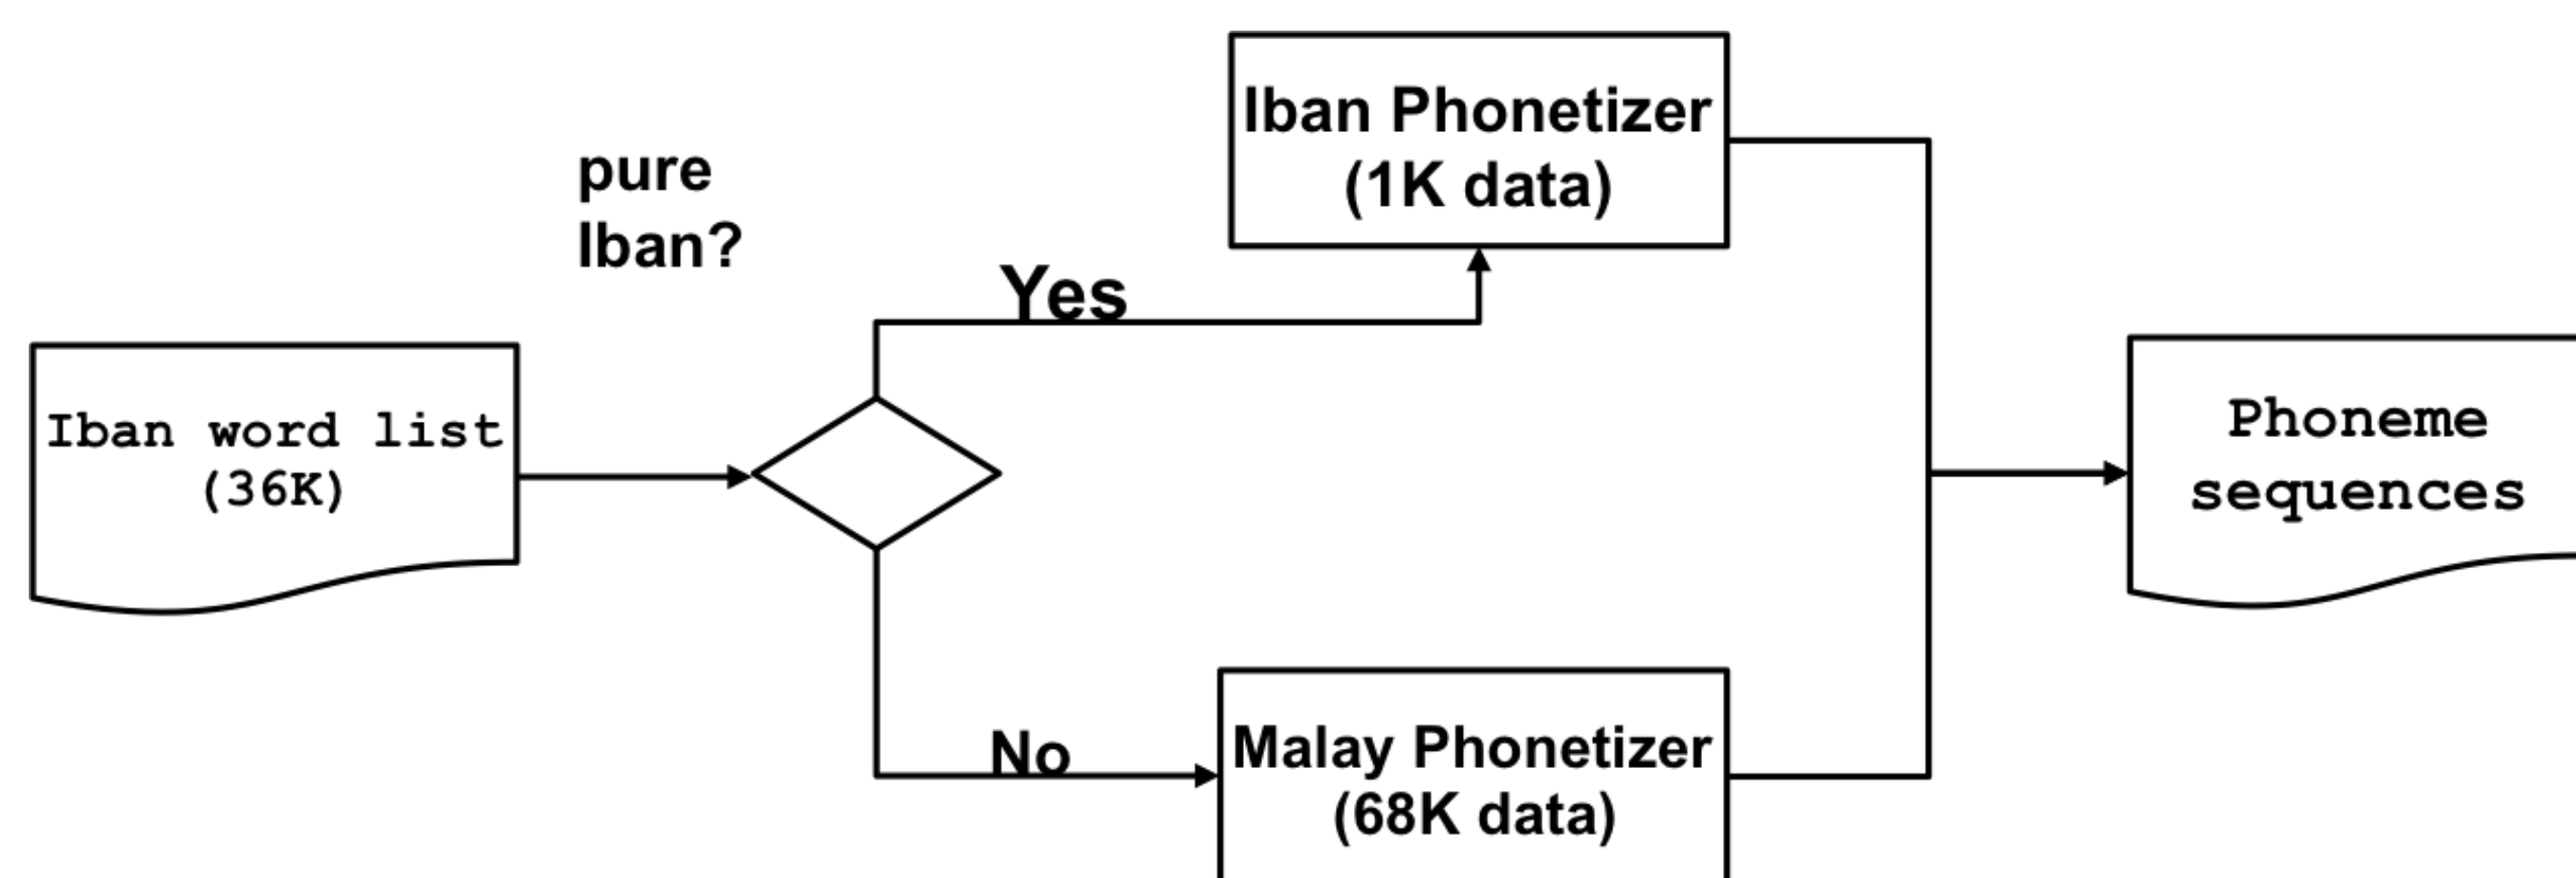 Iban Phonetizer
(1K data)
pure
Iban?
Yes
Iban word list
(36K)
Phoneme
sequences
No
Malay Phonetizer
(68K data)